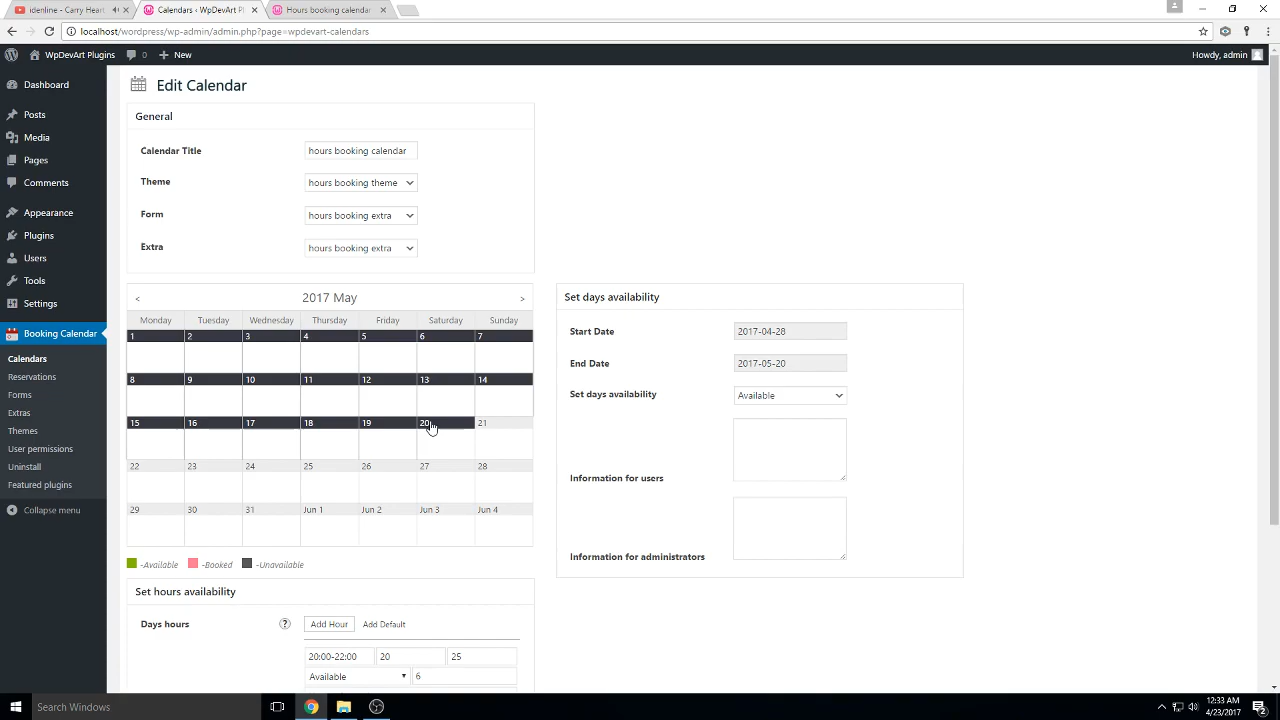 idenline - Carry Hear
Calendars ‹ WpDevArt Pl
Hours booking calendar
localhost/wordpress/wp-admin/admin.php?page=wpdevart-calendars
WpDevArt Plugins
0
New
Howdy, admin
Dashboard
Posts
Media
Pages
Comments
Appearance
Plugins
Users
Tools
Settings
Booking Calendar
Calendars
Reservations
Forms
Extras
Themes
User permissions
Uninstall
Featured plugins
Collapse menu
Edit Calendar
General
Calendar Title hours booking calendar
Theme hours booking theme
Form hours booking extra
Extra hours booking extra
< 2017 May >
Monday Tuesday Wednesday Thursday Friday Saturday Sunday
1 2 3 4 5 6 7
8 9 10 11 12 13 14
15 16 17 18 19 20 21
22 23 24 25 26 27 28
29 30 31 Jun 1 Jun 2 Jun 3 Jun 4
-Available -Booked -Unavailable
Set days availability
Start Date 2017-04-28
End Date 2017-05-20
Set days availability Available
Information for users
Information for administrators
Set hours availability
Days hours ? Add Hour Add Default
20:00-22:00 20 25
Available 6
Search Windows
12:33 AM
4/23/2017
2